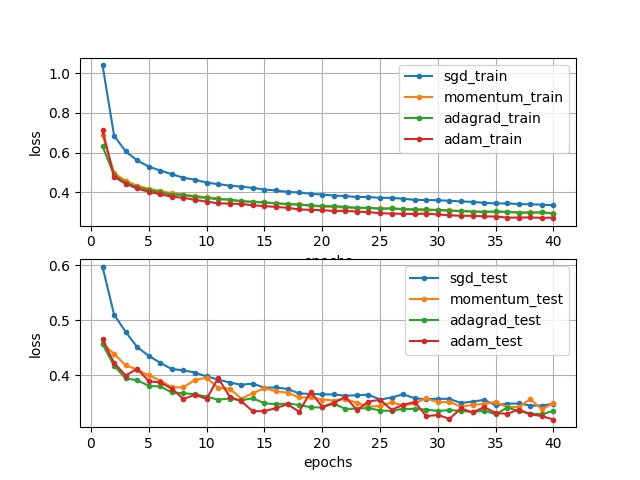 1.0
0.8
0.6
0.4
loss
sgd_train
momentum_train
adagrad_train
adam_train
0 5 10 15 20 25 30 35 40
epochs
0.6
0.5
0.4
loss
sgd_test
momentum_test
adagrad_test
adam_test
0 5 10 15 20 25 30 35 40
epochs